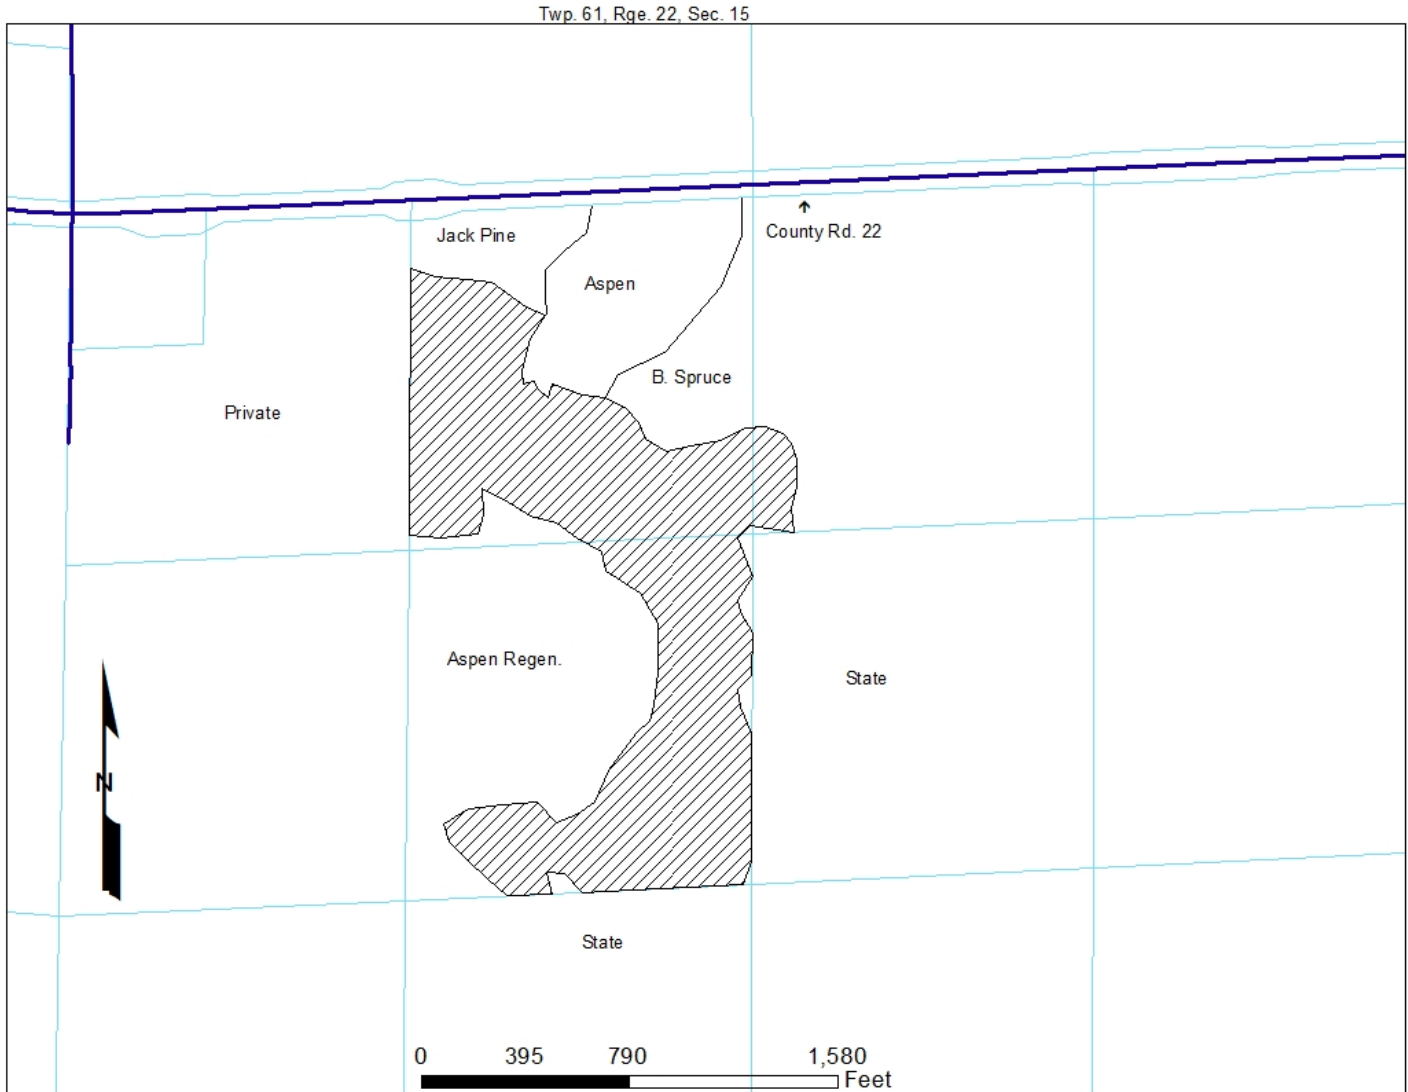 Twp. 61, Rge. 22, Sec. 15
Jack Pine
County Rd. 22
Aspen
B. Spruce
Private
Aspen Regen.
State
N
State
0 395 790 1,580
Feet